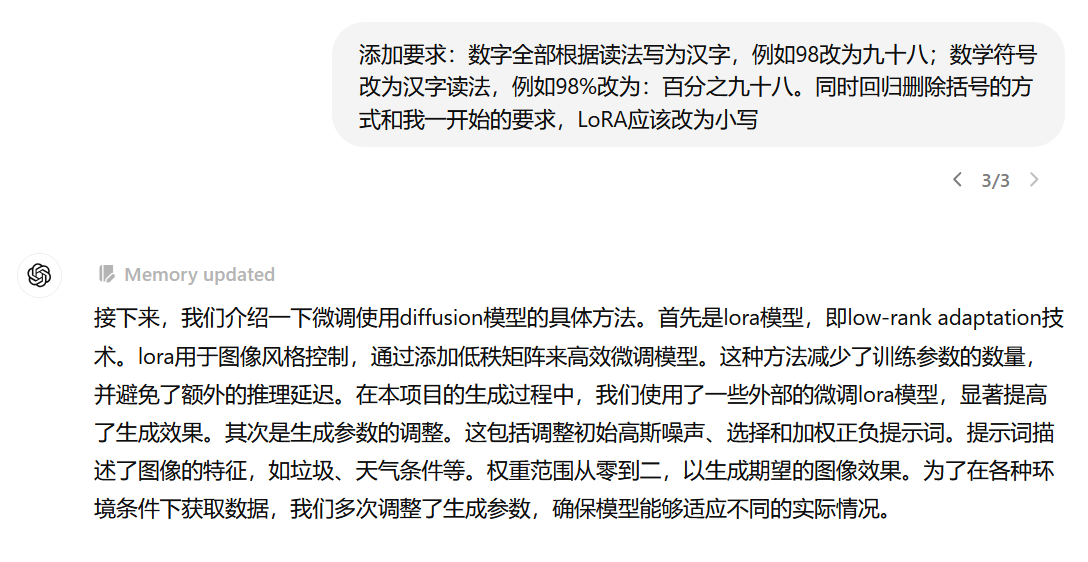 添加要求：数字全部根据读法写为汉字，例如98改为九十八；数学符号
改为汉字读法，例如98%改为：百分之九十八。同时回归删除括号的方
式和我一开始的要求，LoRA应该改为小写
3/3
Memory updated
接下来，我们介绍一下微调使用diffusion模型的具体方法。首先是lora模型，即low-rank adaptation技
术。lora用于图像风格控制，通过添加低秩矩阵来高效微调模型。这种方法减少了训练参数的数量，
并避免了额外的推理延迟。在本项目的生成过程中，我们使用了一些外部的微调lora模型，显著提高
了生成效果。其次是生成参数的调整。这包括调整初始高斯噪声、选择和加权正负提示词。提示词描
述了图像的特征，如垃圾、天气条件等。权重范围从零到二，以生成期望的图像效果。为了在各种环
境条件下获取数据，我们多次调整了生成参数，确保模型能够适应不同的实际情况。